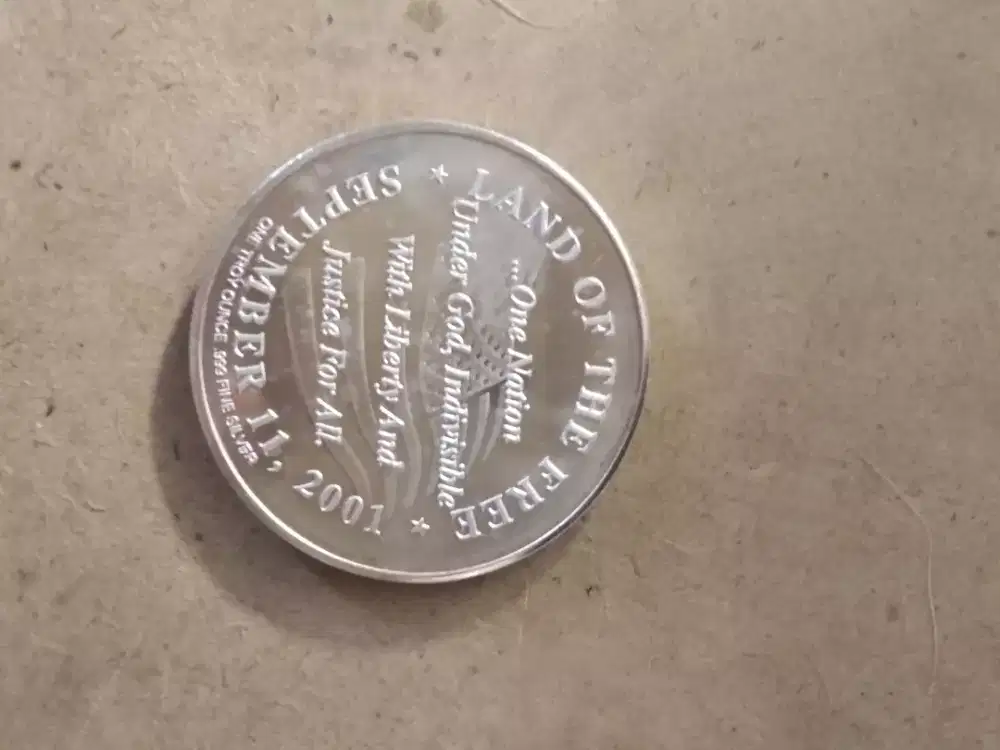 LAND OF THE FREE
...One Nation
Under God, Indivisible
With Liberty And
Justice For All.
SEPTEMBER 11, 2001
ONE TROY OUNCE .999 FINE SILVER